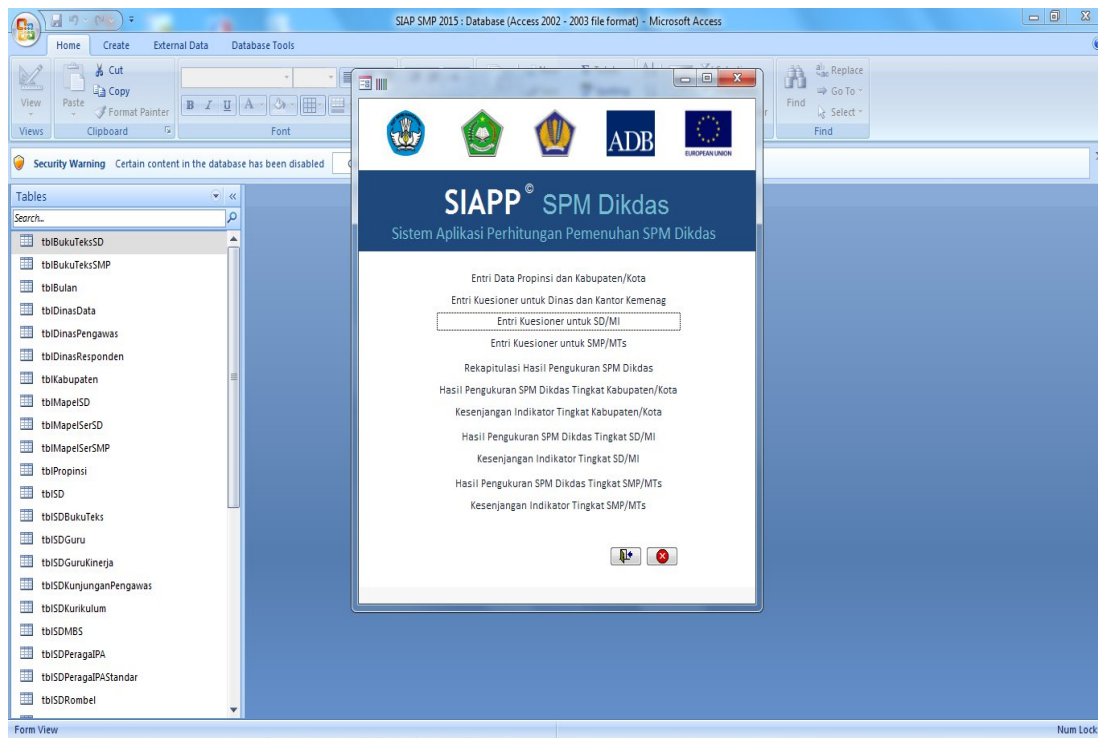 SIAP SMP 2015 : Database (Access 2002 - 2003 file format) - Microsoft Access
Home Create External Data Database Tools
View
Views
Paste
Cut
Copy
Format Painter
Clipboard
B I U A
Font
Find
Replace
Go To
Select
Find
Security Warning Certain content in the database has been disabled
Tables
Search..
tblBukuTeksSD
tblBukuTeksSMP
tblBulan
tblDinasData
tblDinasPengawas
tblDinasResponden
tblKabupaten
tblMapelSD
tblMapelSerSD
tblMapelSerSMP
tblPropinsi
tblSD
tblSDBukuTeks
tblSDGuru
tblSDGuruKinerja
tblSDKunjunganPengawas
tblSDKurikulum
tblSDMBS
tblSDPeragaIPA
tblSDPeragaIPAStandar
tblSDRombel
ADB
EUROPEAN UNION
SIAPP © SPM Dikdas
Sistem Aplikasi Perhitungan Pemenuhan SPM Dikdas
Entri Data Propinsi dan Kabupaten/Kota
Entri Kuesioner untuk Dinas dan Kantor Kemenag
Entri Kuesioner untuk SD/MI
Entri Kuesioner untuk SMP/MTs
Rekapitulasi Hasil Pengukuran SPM Dikdas
Hasil Pengukuran SPM Dikdas Tingkat Kabupaten/Kota
Kesenjangan Indikator Tingkat Kabupaten/Kota
Hasil Pengukuran SPM Dikdas Tingkat SD/MI
Kesenjangan Indikator Tingkat SD/MI
Hasil Pengukuran SPM Dikdas Tingkat SMP/MTs
Kesenjangan Indikator Tingkat SMP/MTs
Form View
Num Lock